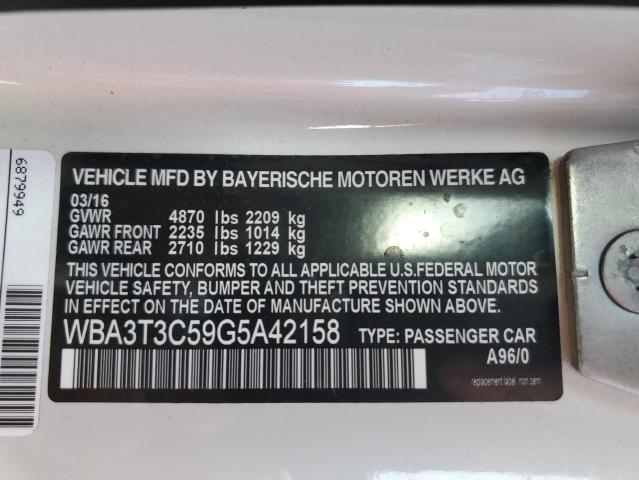 VEHICLE MFD BY BAYERISCHE MOTOREN WERKE AG
03/16
GVWR 4870 lbs 2209 kg
GAWR FRONT 2235 lbs 1014 kg
GAWR REAR 2710 lbs 1229 kg
THIS VEHICLE CONFORMS TO ALL APPLICABLE U.S.FEDERAL MOTOR
VEHICLE SAFETY, BUMPER AND THEFT PREVENTION STANDARDS
IN EFFECT ON THE DATE OF MANUFACTURE SHOWN ABOVE.
WBA3T3C59G5A42158 TYPE: PASSENGER CAR
A96/0
replacement label, non oem
6879949